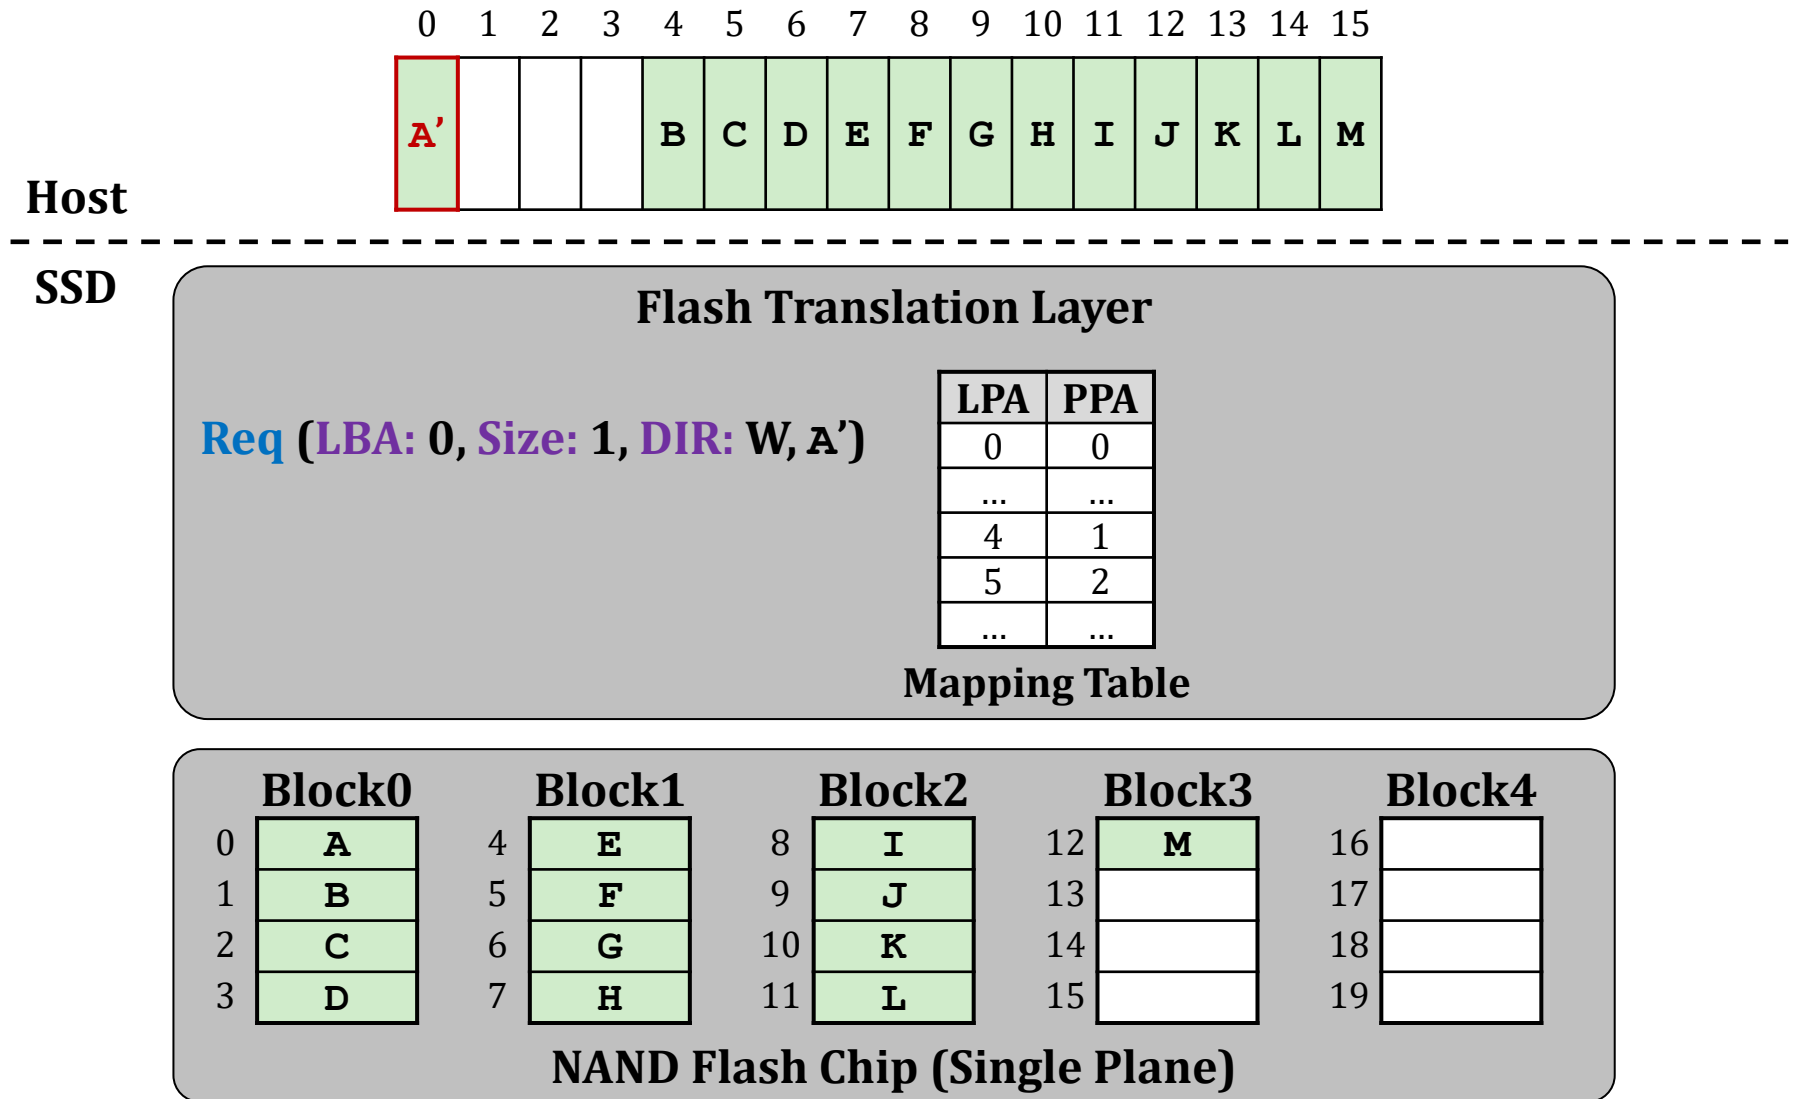 0 1 2 3 4 5 6 7 8 9 10 11 12 13 14 15
A’ B C D E F G H I J K L M
Host
SSD
Flash Translation Layer
Req (LBA: 0, Size: 1, DIR: W, A’)
LPA PPA
0 0
... ...
4 1
5 2
... ...
Mapping Table
Block0 Block1 Block2 Block3 Block4
0 A 4 E 8 I 12 M 16
1 B 5 F 9 J 13 17
2 C 6 G 10 K 14 18
3 D 7 H 11 L 15 19
NAND Flash Chip (Single Plane)